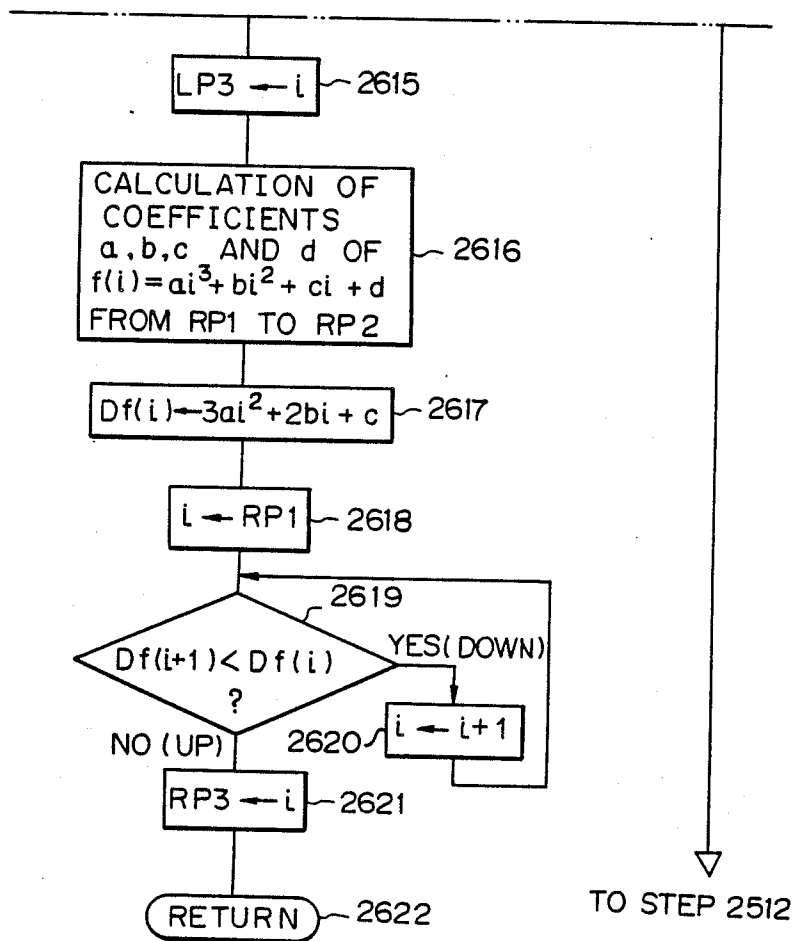 LP3 ← i 2615
CALCULATION OF
COEFFICIENTS
a,b,c AND d OF
f(i)=ai³+bi²+ci+d
FROM RP1 TO RP2
2616
Df(i)←3ai²+2bi+c 2617
i ← RP1 2618
2619
Df(i+1)<Df(i)
?
YES(DOWN)
i ← i+1
2620
NO (UP)
RP3 ← i 2621
RETURN 2622
TO STEP 2512